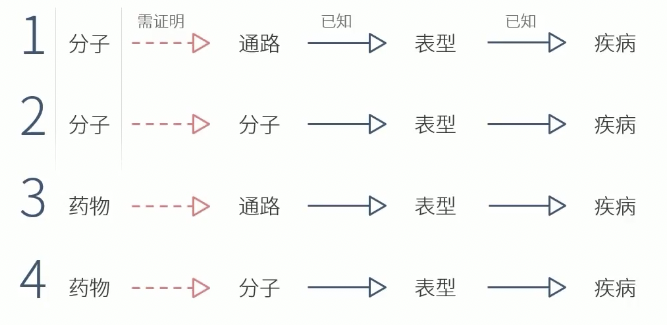 需证明 已知 已知
1 分子 通路 表型 疾病
2 分子 分子 表型 疾病
3 药物 通路 表型 疾病
4 药物 分子 表型 疾病